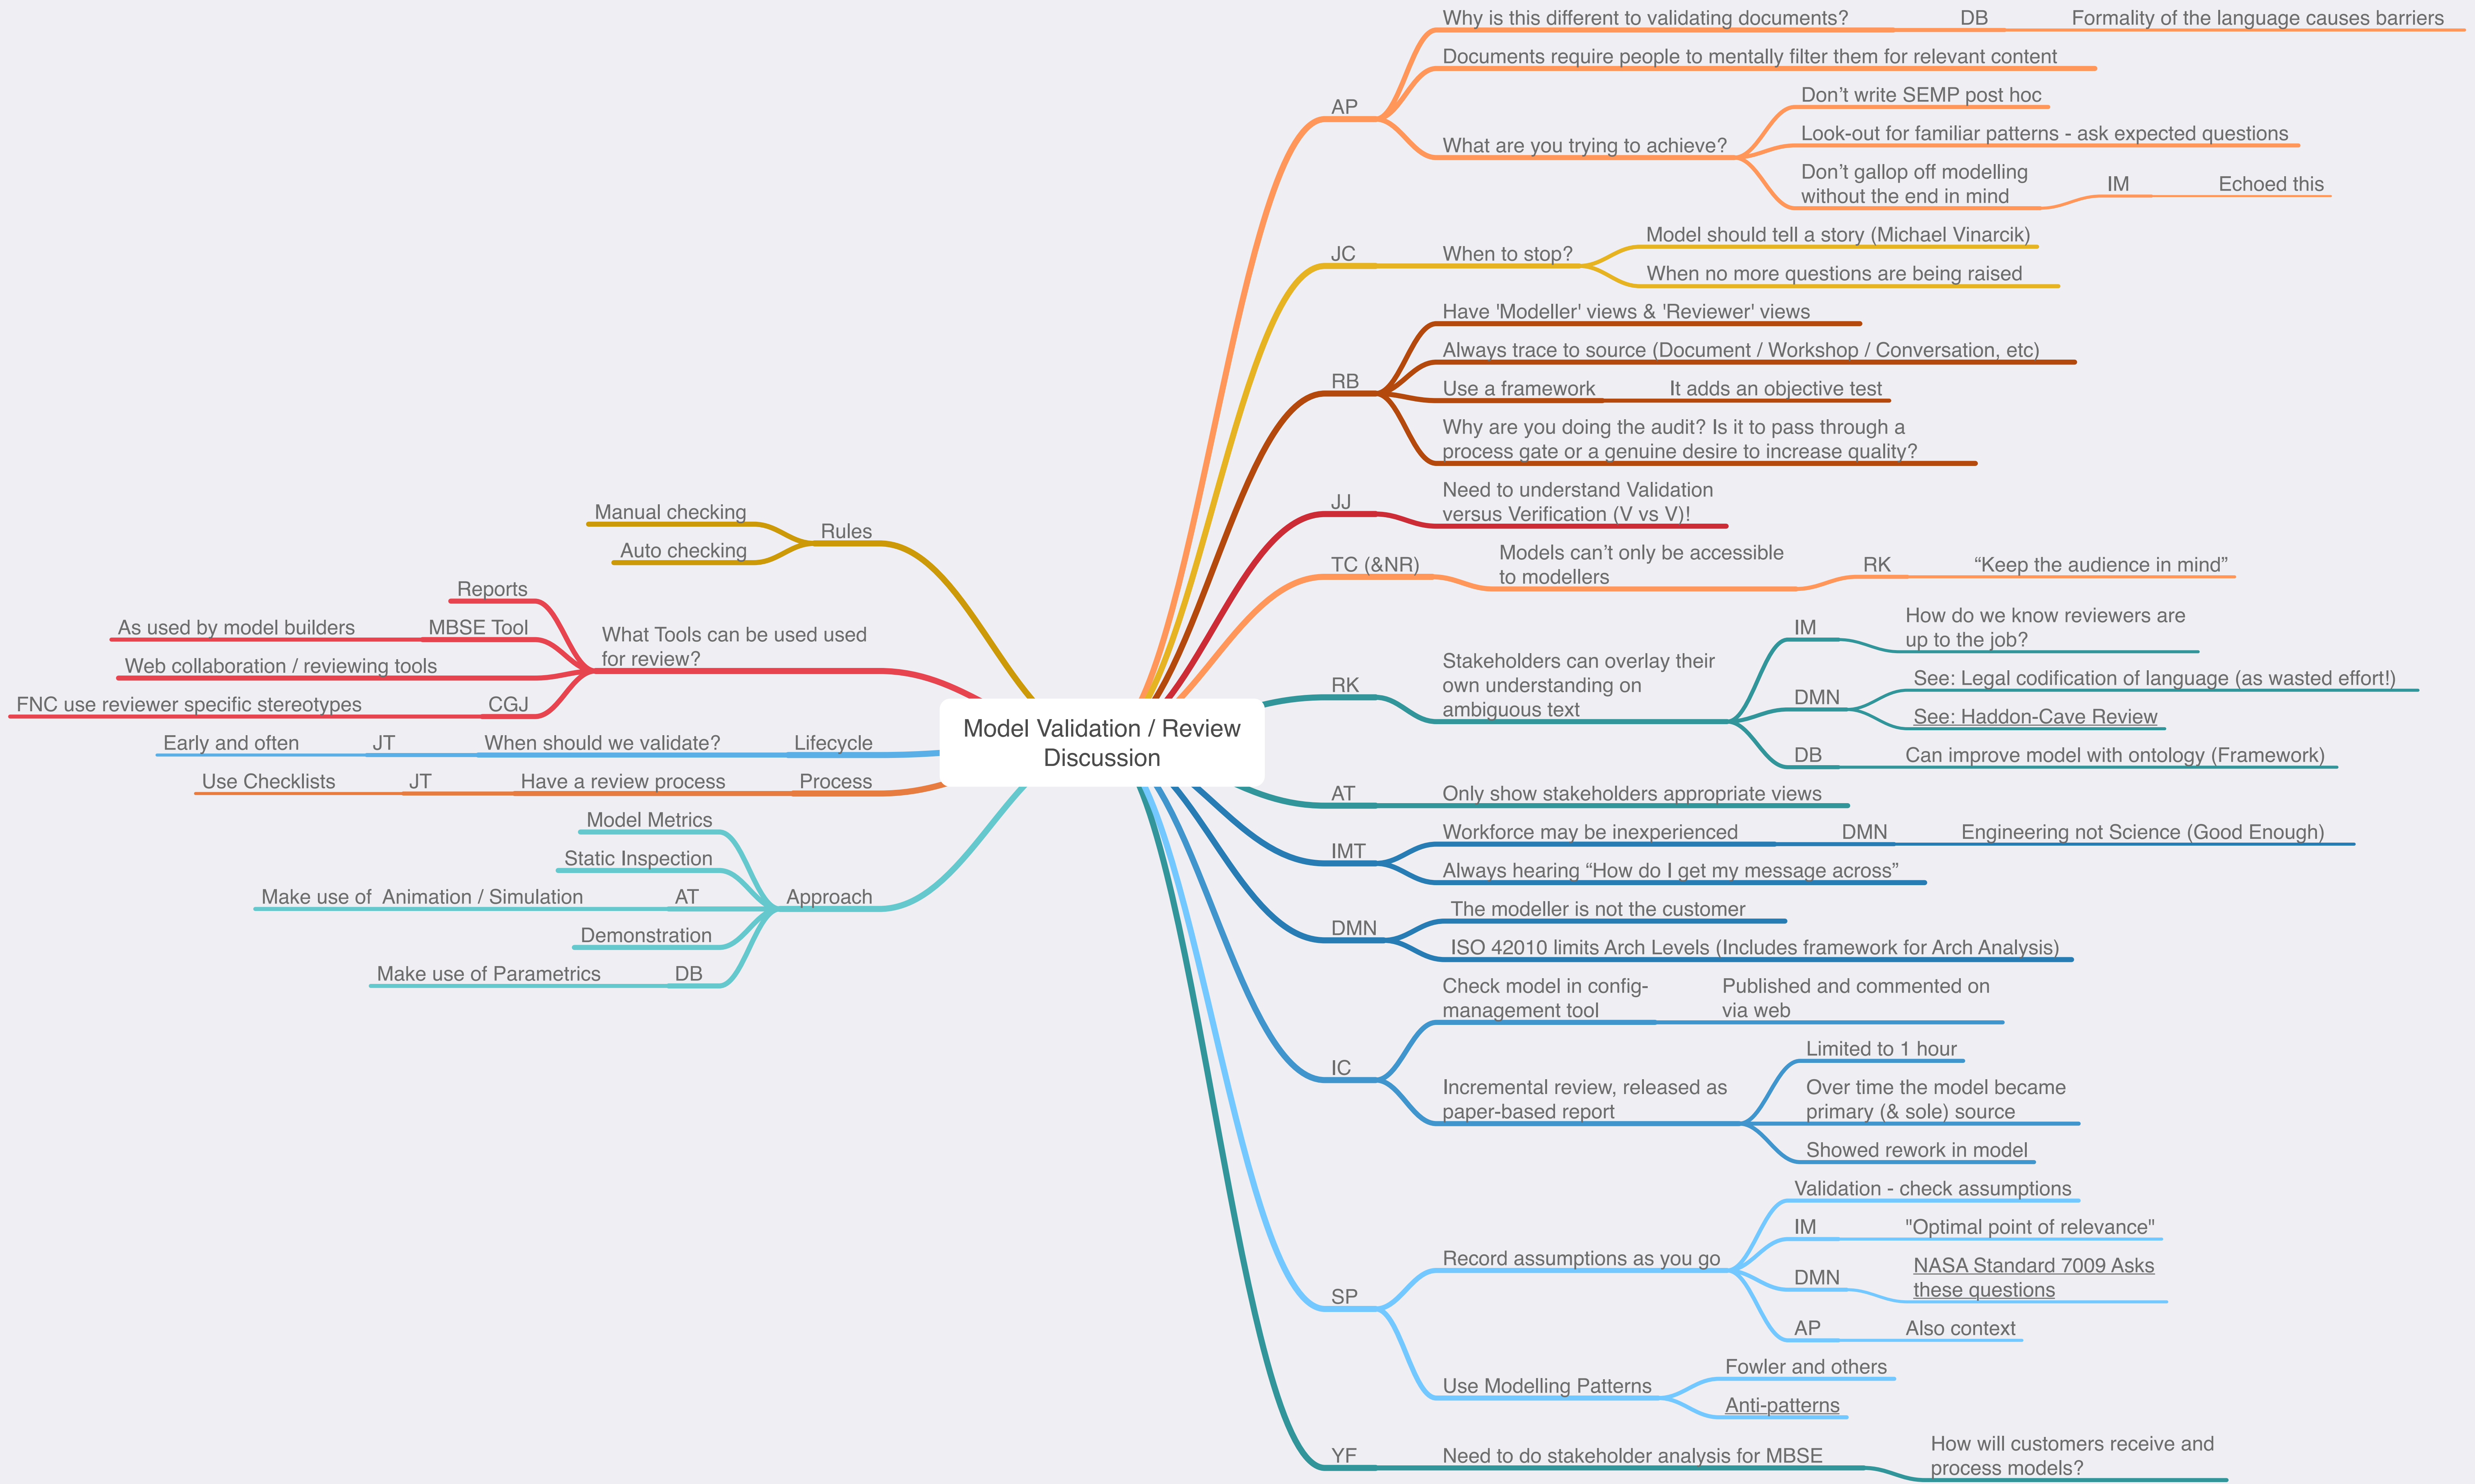 Model Validation / Review
Discussion
AP
Why is this different to validating documents?
DB
Formality of the language causes barriers
Documents require people to mentally filter them for relevant content
What are you trying to achieve?
Don’t write SEMP post hoc
Look-out for familiar patterns - ask expected questions
Don’t gallop off modelling
without the end in mind
IM
Echoed this
JC
When to stop?
Model should tell a story (Michael Vinarcik)
When no more questions are being raised
RB
Have 'Modeller' views & 'Reviewer' views
Always trace to source (Document / Workshop / Conversation, etc)
Use a framework
It adds an objective test
Why are you doing the audit? Is it to pass through a
process gate or a genuine desire to increase quality?
JJ
Need to understand Validation
versus Verification (V vs V)!
TC (&NR)
Models can’t only be accessible
to modellers
RK
“Keep the audience in mind”
RK
Stakeholders can overlay their
own understanding on
ambiguous text
IM
How do we know reviewers are
up to the job?
DMN
See: Legal codification of language (as wasted effort!)
See: Haddon-Cave Review
DB
Can improve model with ontology (Framework)
AT
Only show stakeholders appropriate views
IMT
Workforce may be inexperienced
DMN
Engineering not Science (Good Enough)
Always hearing “How do I get my message across”
DMN
The modeller is not the customer
ISO 42010 limits Arch Levels (Includes framework for Arch Analysis)
IC
Check model in config-
management tool
Published and commented on
via web
Incremental review, released as
paper-based report
Limited to 1 hour
Over time the model became
primary (& sole) source
Showed rework in model
SP
Record assumptions as you go
Validation - check assumptions
IM
"Optimal point of relevance"
DMN
NASA Standard 7009 Asks
these questions
AP
Also context
Use Modelling Patterns
Fowler and others
Anti-patterns
YF
Need to do stakeholder analysis for MBSE
How will customers receive and
process models?
Rules
Manual checking
Auto checking
What Tools can be used used
for review?
Reports
MBSE Tool
As used by model builders
Web collaboration / reviewing tools
CGJ
FNC use reviewer specific stereotypes
Lifecycle
When should we validate?
JT
Early and often
Process
Have a review process
JT
Use Checklists
Approach
Model Metrics
Static Inspection
AT
Make use of  Animation / Simulation
Demonstration
DB
Make use of Parametrics